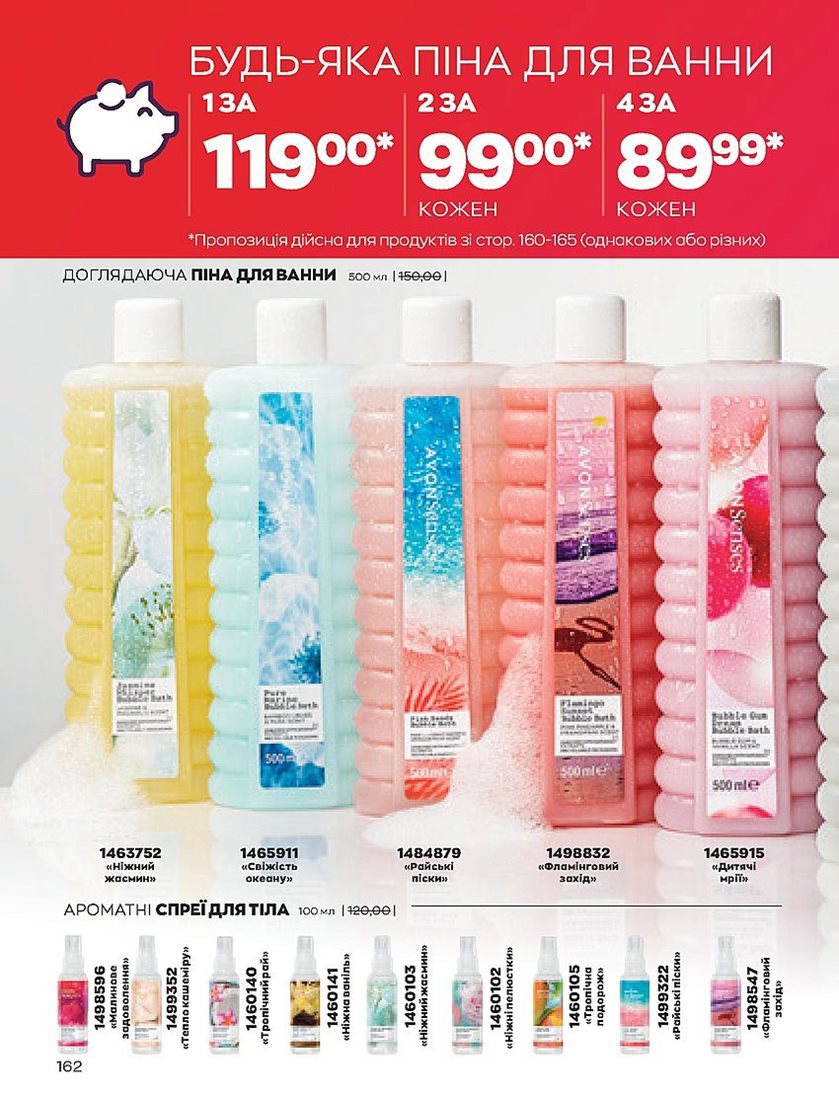 БУДЬ-ЯКА ПІНА ДЛЯ ВАННИ
1 ЗА
119⁰⁰*
2 ЗА
99⁰⁰*
КОЖЕН
4 ЗА
89⁹⁹*
КОЖЕН
*Пропозиція дійсна для продуктів зі стор. 160-165 (однакових або різних)
ДОГЛЯДАЮЧА ПІНА ДЛЯ ВАННИ 500 мл |150,00|
Jasmine
Whisper
Bubble Bath
Pure
Marine
Bubble Bath
500 ml
AVON Senses
Pink Sands
Bubble Bath
500 ml
AVON Senses
Flamingo
Sunset
Bubble Bath
500 ml e
AVON Senses
Bubble Gum
Dream
Bubble Bath
500 ml e
1463752
«Ніжний
жасмин»
1465911
«Свіжість
океану»
1484879
«Райські
піски»
1498832
«Фламінговий
захід»
1465915
«Дитячі
мрії»
АРОМАТНІ СПРЕЇ ДЛЯ ТІЛА 100 мл |120,00|
1498596
«Малинове
задоволення»
1499352
«Тепло кашеміру»
1460140
«Тропічний рай»
1460141
«Ніжна ваніль»
1460103
«Ніжний жасмин»
1460102
«Ніжні пелюстки»
1460105
«Тропічна
подорож»
1499322
«Райські піски»
1498547
«Фламінговий
захід»
162